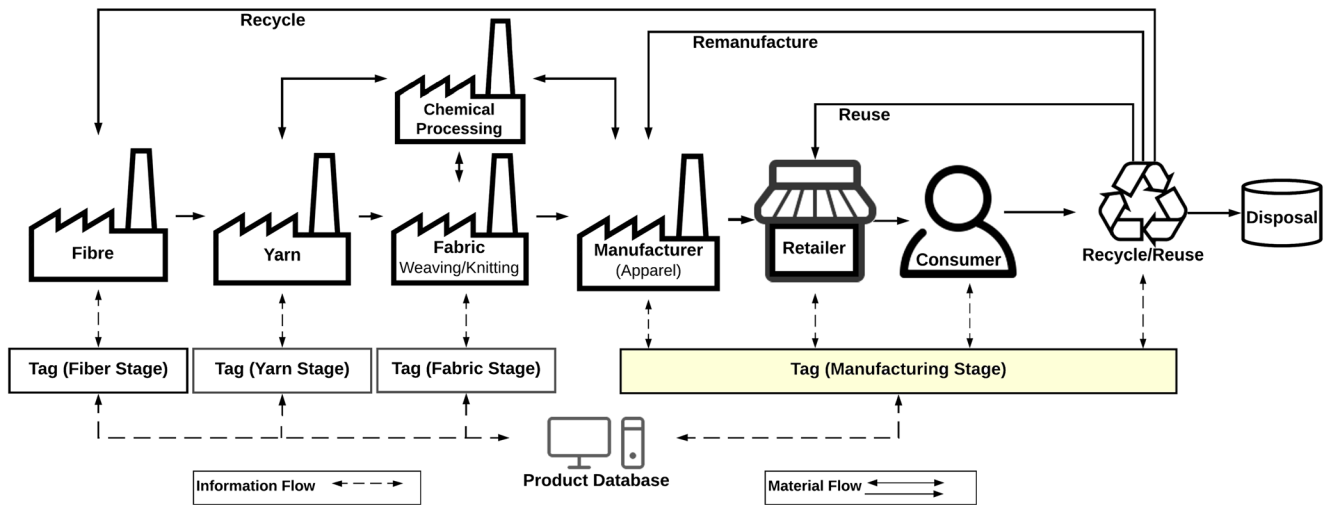 Recycle
Remanufacture
Chemical
Processing
Reuse
Fibre
Yarn
Fabric
Weaving/Knitting
Manufacturer
(Apparel)
Retailer
Consumer
Recycle/Reuse
Disposal
Tag (Fiber Stage)
Tag (Yarn Stage)
Tag (Fabric Stage)
Tag (Manufacturing Stage)
Product Database
Information Flow
Material Flow